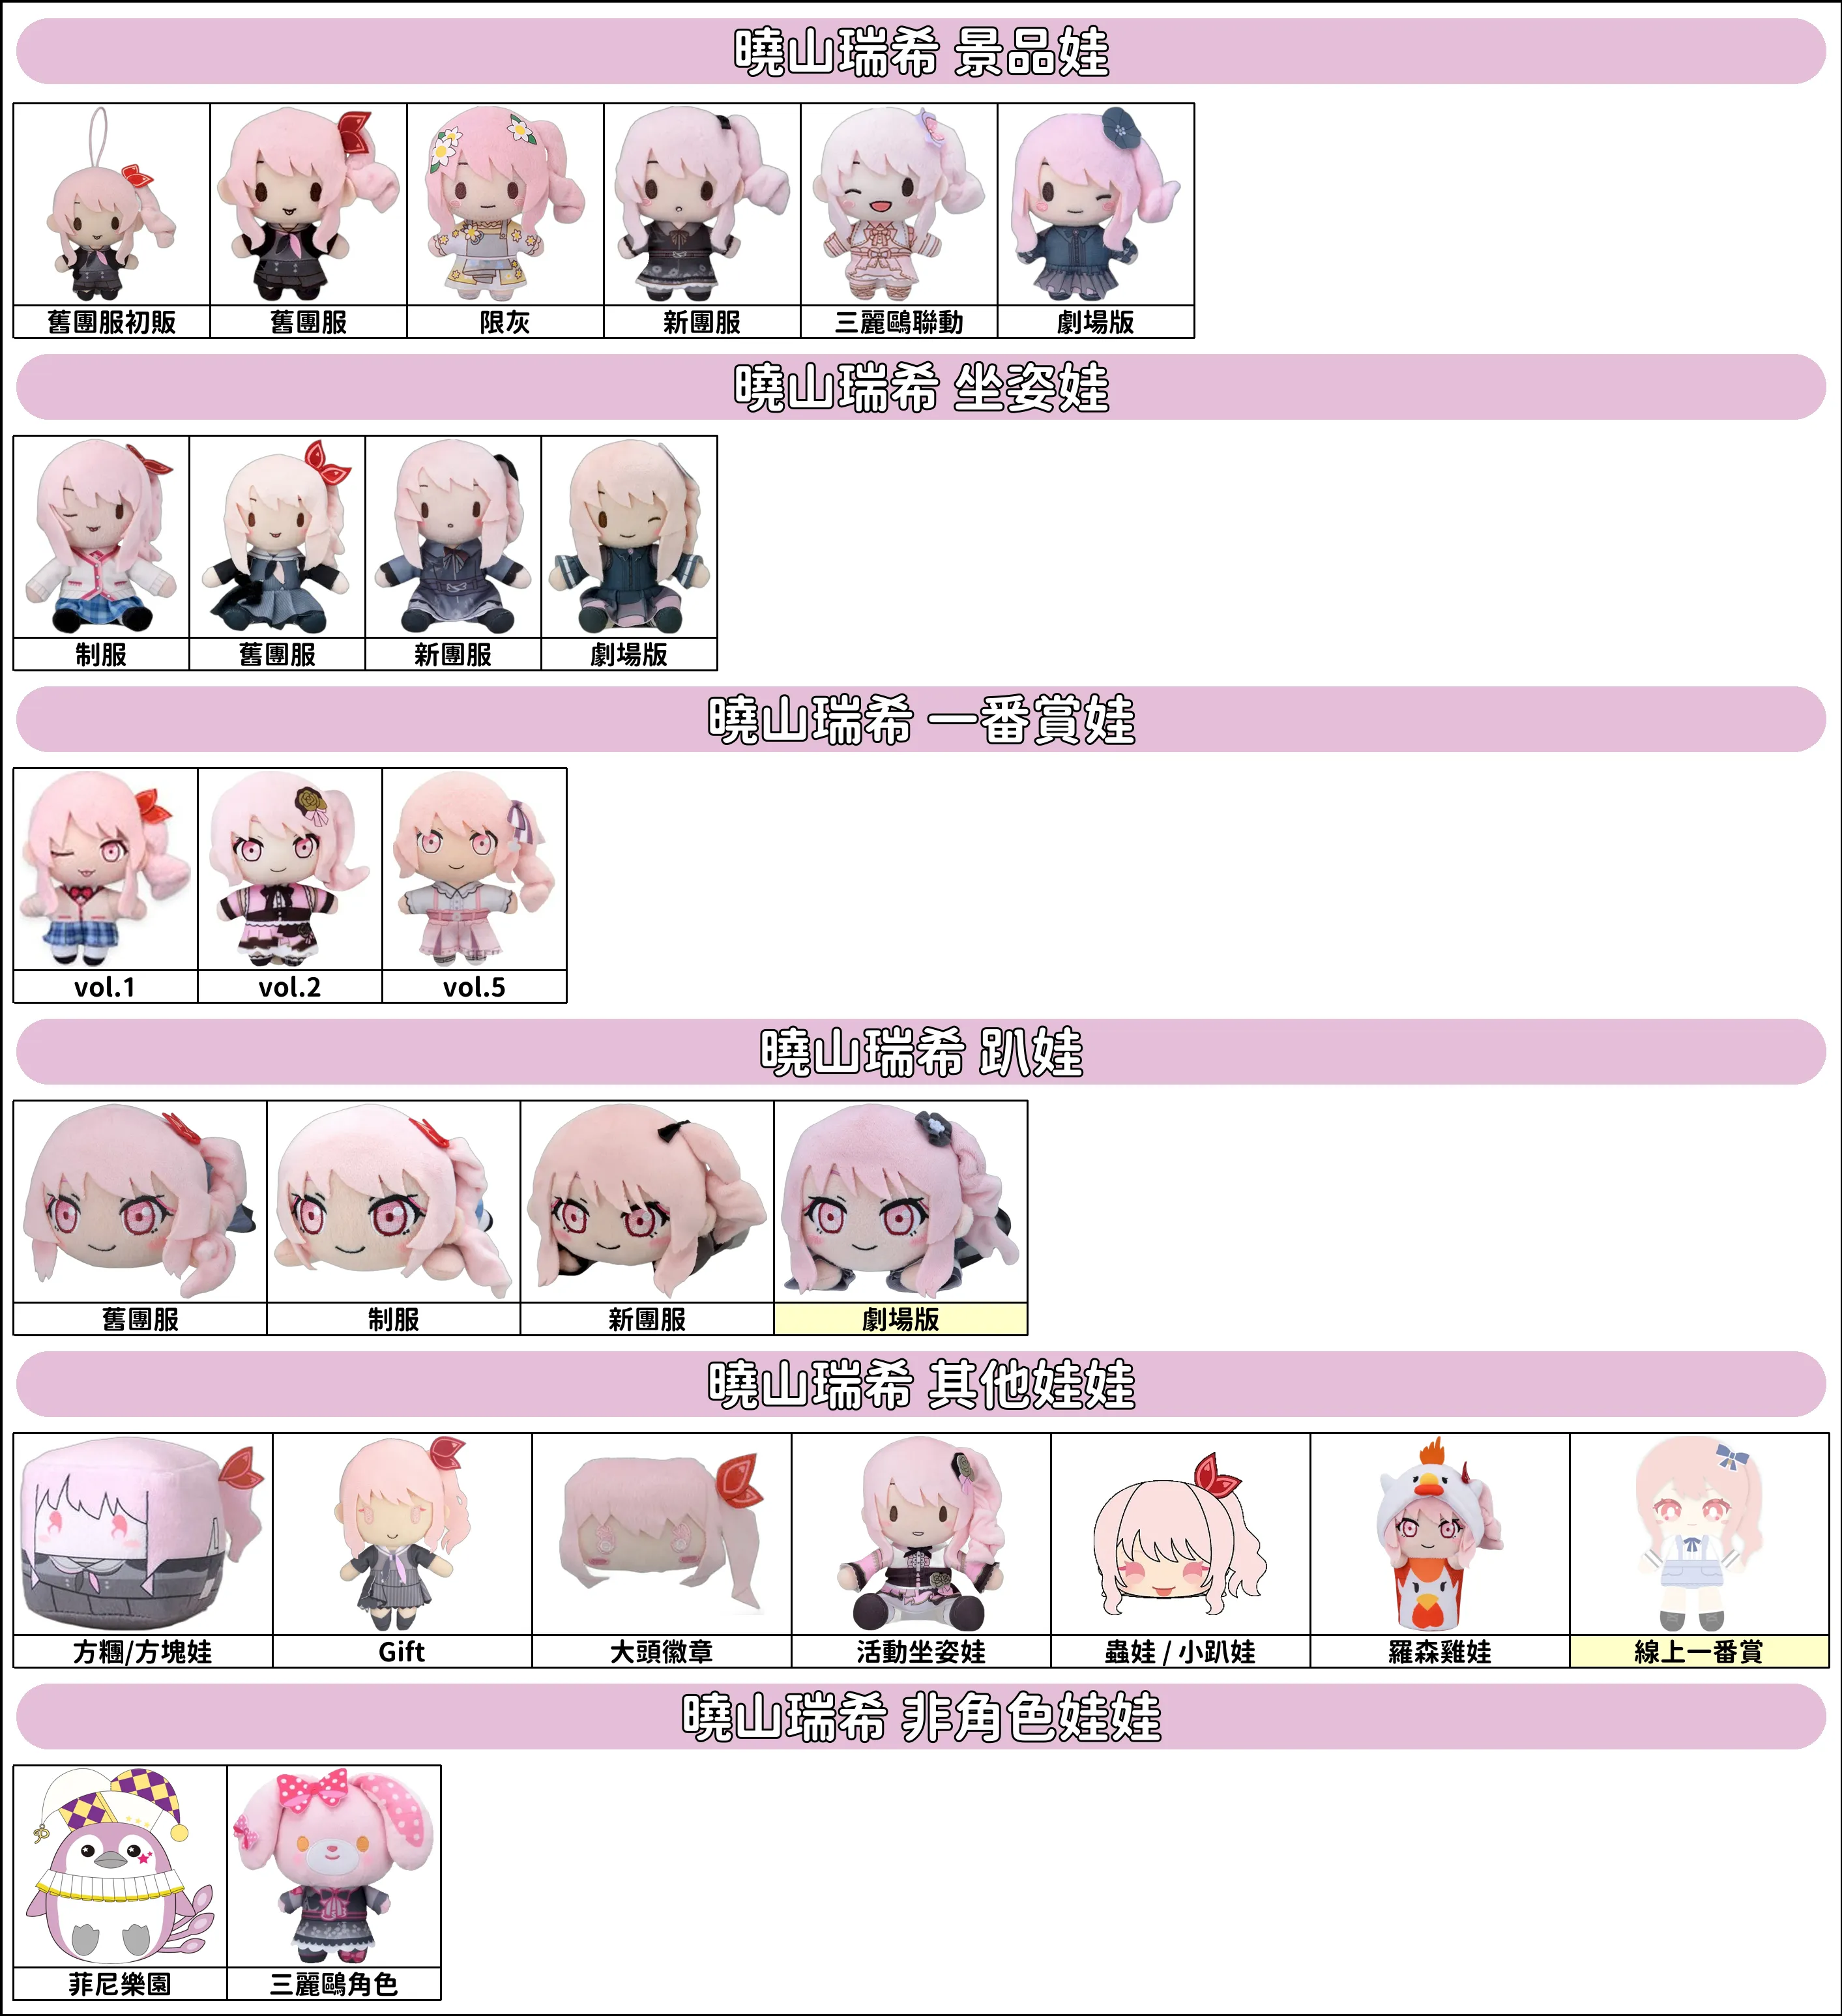 曉山瑞希 景品娃
舊團服初販
舊團服
限灰
新團服
三麗鷗聯動
劇場版
曉山瑞希 坐姿娃
制服
舊團服
新團服
劇場版
曉山瑞希 一番賞娃
vol.1
vol.2
vol.5
曉山瑞希 趴娃
舊團服
制服
新團服
劇場版
曉山瑞希 其他娃娃
方糰/方塊娃
Gift
大頭徽章
活動坐姿娃
蟲娃 / 小趴娃
羅森雞娃
線上一番賞
曉山瑞希 非角色娃娃
菲尼樂園
三麗鷗角色